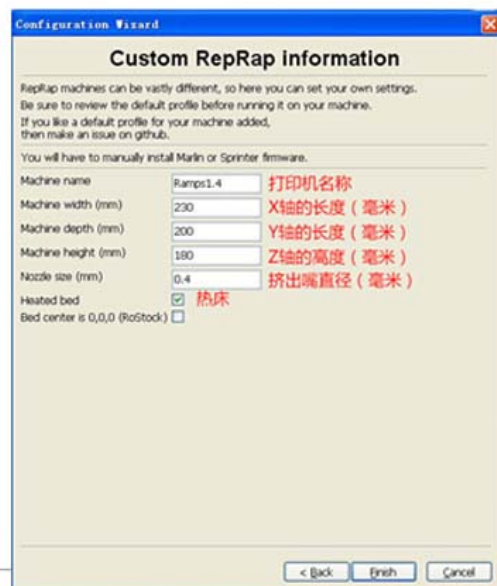 Configuration Wizard
Custom RepRap information
RepRap machines can be vastly different, so here you can set your own settings.
Be sure to review the default profile before running it on your machine.
If you like a default profile for your machine added,
then make an issue on github.
You will have to manually install Marlin or Sprinter firmware.
Machine name Ramps1.4 打印机名称
Machine width (mm) 230 X轴的长度（毫米）
Machine depth (mm) 200 Y轴的长度（毫米）
Machine height (mm) 180 Z轴的高度（毫米）
Nozzle size (mm) 0.4 挤出嘴直径（毫米）
Heated bed 热床
Bed center is 0,0,0 (RoStock)
< Back Finish Cancel